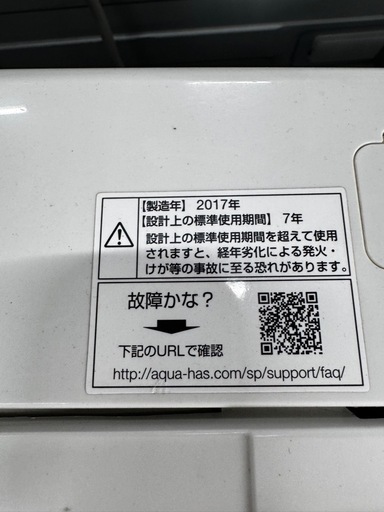 【製造年】 2017年
【設計上の標準使用期間】 7年
設計上の標準使用期間を超えて使用
されますと、経年劣化による発火・
けが等の事故に至る恐れがあります。
故障かな？
下記のURLで確認
http://aqua-has.com/sp/support/faq/